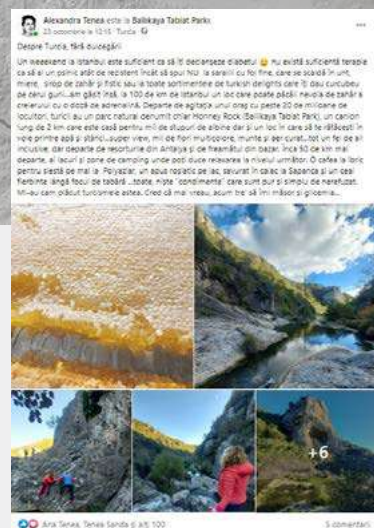 Alexandra Tenea este la Ballıkaya Tabiat Parkı.
23 octombrie la 12:15 · Turcia
Despre Turcia, fără dulcegării
Un weekend la Istanbul este suficient ca să îți declanșeze diabetul nu există suficientă terapie
ca să ai un psihic atât de rezistent încât să spui NU la saraili cu foi fine, care se scaldă în unt,
miere, sirop de zahăr și fistic sau la toate sortimentele de turkish delights care îți dau curcubeu
pe cerul gurii...am găsit însă, la 100 de km de Istanbul un loc care poate păcăli nevoia de zahăr a
creierului cu o doză de adrenalină. Departe de agitația unui oraș cu peste 20 de milioane de
locuitori, turcii au un parc natural denumit chiar Honney Rock (Ballikaya Tabiat Park), un canion
lung de 2 km care este casă pentru mii de stupuri de albine dar și un loc în care să te rătăcești în
voie printre apă și stânci...super view, mii de flori multicolore, munte și aer curat...tot un fel de all
inclusive, dar departe de resorturile din Antalya și de freamătul din bazar. Încă 50 de km mai
departe, ai lacuri și zone de camping unde poți duce relaxarea la nivelul următor. O cafea la ibric
pentru siestă pe mal la Poyrazlar, un apus roșiatic pe lac, savurat în caiac la Sapanca și un ceai
fierbinte lângă focul de tabără ...toate, niște "condimente" care sunt pur și simplu de nerefuzat.
Mi-au cam plăcut turcismele astea. Cred că mai vreau, acum tre' să îmi măsor și glicemia...
+6
Ana Tenea, Tenea Sanda și alți 100
5 comentarii